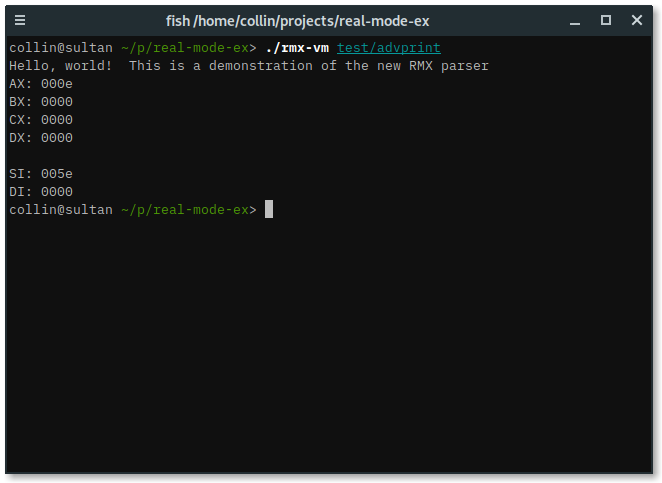 fish /home/collin/projects/real-mode-ex
collin@sultan ~/p/real-mode-ex> ./rmx-vm test/advprint
Hello, world!  This is a demonstration of the new RMX parser
AX: 000e
BX: 0000
CX: 0000
DX: 0000
SI: 005e
DI: 0000
collin@sultan ~/p/real-mode-ex>